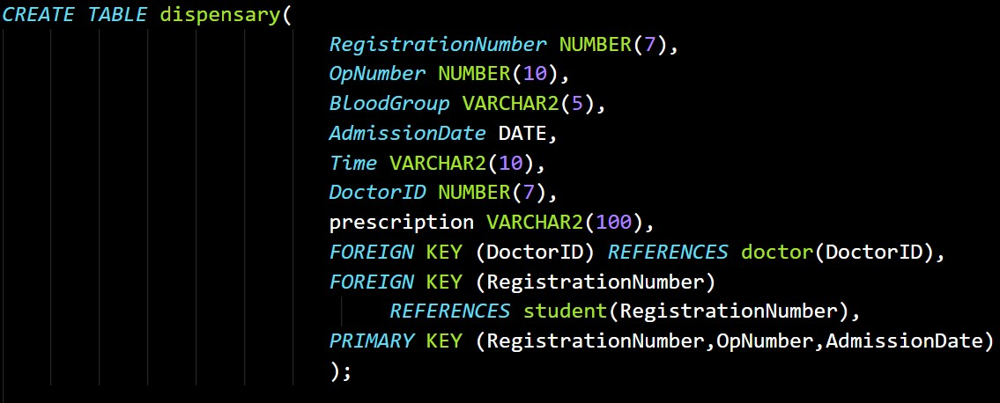 CREATE TABLE dispensary(
RegistrationNumber NUMBER(7),
OpNumber NUMBER(10),
BloodGroup VARCHAR2(5),
AdmissionDate DATE,
Time VARCHAR2(10),
DoctorID NUMBER(7),
prescription VARCHAR2(100),
FOREIGN KEY (DoctorID) REFERENCES doctor(DoctorID),
FOREIGN KEY (RegistrationNumber)
REFERENCES student(RegistrationNumber),
PRIMARY KEY (RegistrationNumber,OpNumber,AdmissionDate)
);